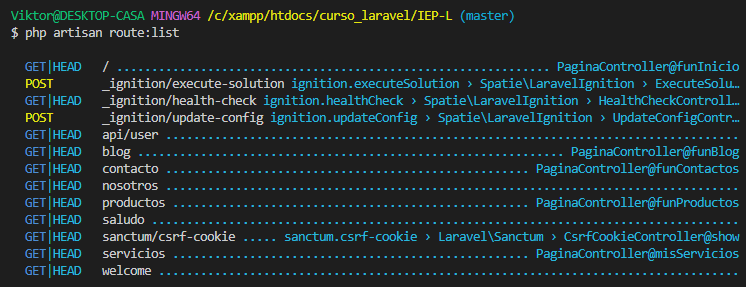 Viktor@DESKTOP-CASA MINGW64 /c/xampp/htdocs/curso_laravel/IEP-L (master)
$ php artisan route:list
GET|HEAD / ........................................................... PaginaController@funInicio
POST _ignition/execute-solution ignition.executeSolution › Spatie\LaravelIgnition › ExecuteSolu…
GET|HEAD _ignition/health-check ignition.healthCheck › Spatie\LaravelIgnition › HealthCheckControll…
POST _ignition/update-config ignition.updateConfig › Spatie\LaravelIgnition › UpdateConfigContr…
GET|HEAD api/user ...................................................................................
GET|HEAD blog .......................................................... PaginaController@funBlog
GET|HEAD contacto .................................................. PaginaController@funContactos
GET|HEAD nosotros ...................................................................................
GET|HEAD productos ................................................. PaginaController@funProductos
GET|HEAD saludo .....................................................................................
GET|HEAD sanctum/csrf-cookie ..... sanctum.csrf-cookie › Laravel\Sanctum › CsrfCookieController@show
GET|HEAD servicios ................................................. PaginaController@misServicios
GET|HEAD welcome ....................................................................................